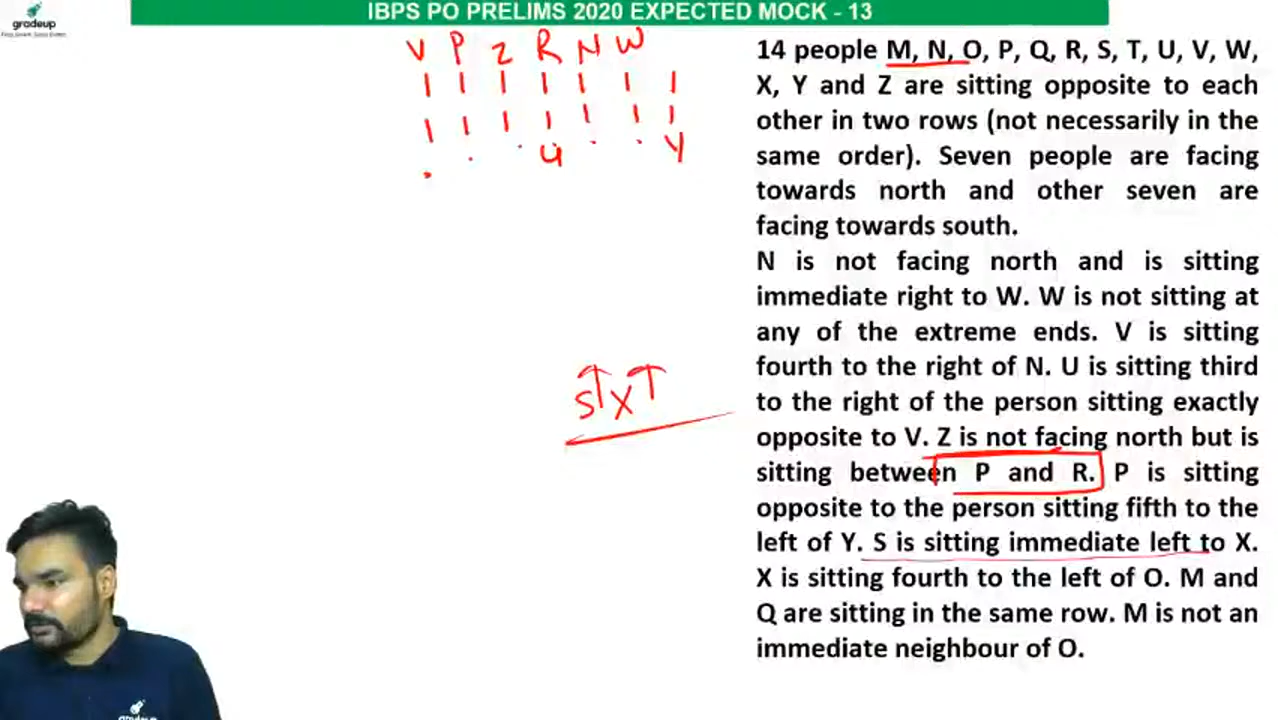 IBPS PO PRELIMS 2020 EXPECTED MOCK - 13
gradeup
V P Z R N W
U Y
S X
14 people M, N, O, P, Q, R, S, T, U, V, W,
X, Y and Z are sitting opposite to each
other in two rows (not necessarily in the
same order). Seven people are facing
towards north and other seven are
facing towards south.
N is not facing north and is sitting
immediate right to W. W is not sitting at
any of the extreme ends. V is sitting
fourth to the right of N. U is sitting third
to the right of the person sitting exactly
opposite to V. Z is not facing north but is
sitting between P and R. P is sitting
opposite to the person sitting fifth to the
left of Y. S is sitting immediate left to X.
X is sitting fourth to the left of O. M and
Q are sitting in the same row. M is not an
immediate neighbour of O.
gradeup